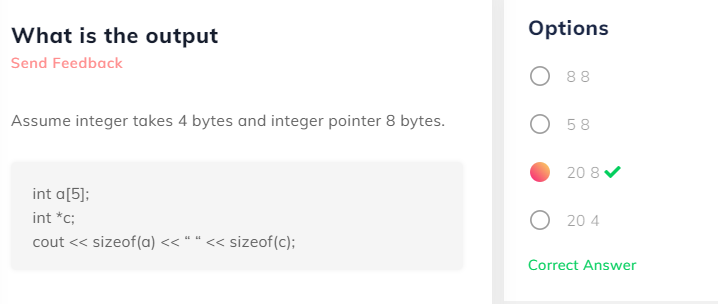 What is the output
Send Feedback
Assume integer takes 4 bytes and integer pointer 8 bytes.
int a[5];
int *c;
cout << sizeof(a) << “ “ << sizeof(c);
Options
8 8
5 8
20 8
20 4
Correct Answer